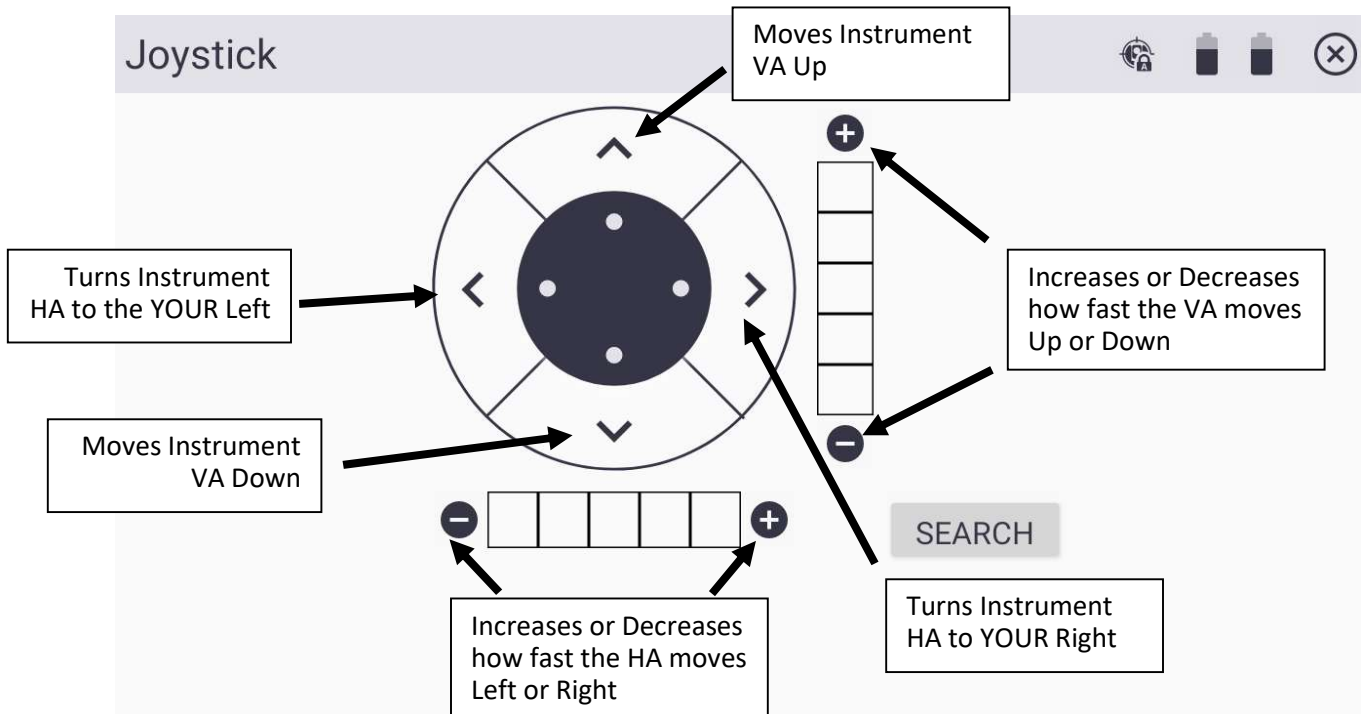 Joystick
Moves Instrument
VA Up
Turns Instrument
HA to the YOUR Left
Increases or Decreases
how fast the VA moves
Up or Down
Moves Instrument
VA Down
SEARCH
Increases or Decreases
how fast the HA moves
Left or Right
Turns Instrument
HA to YOUR Right